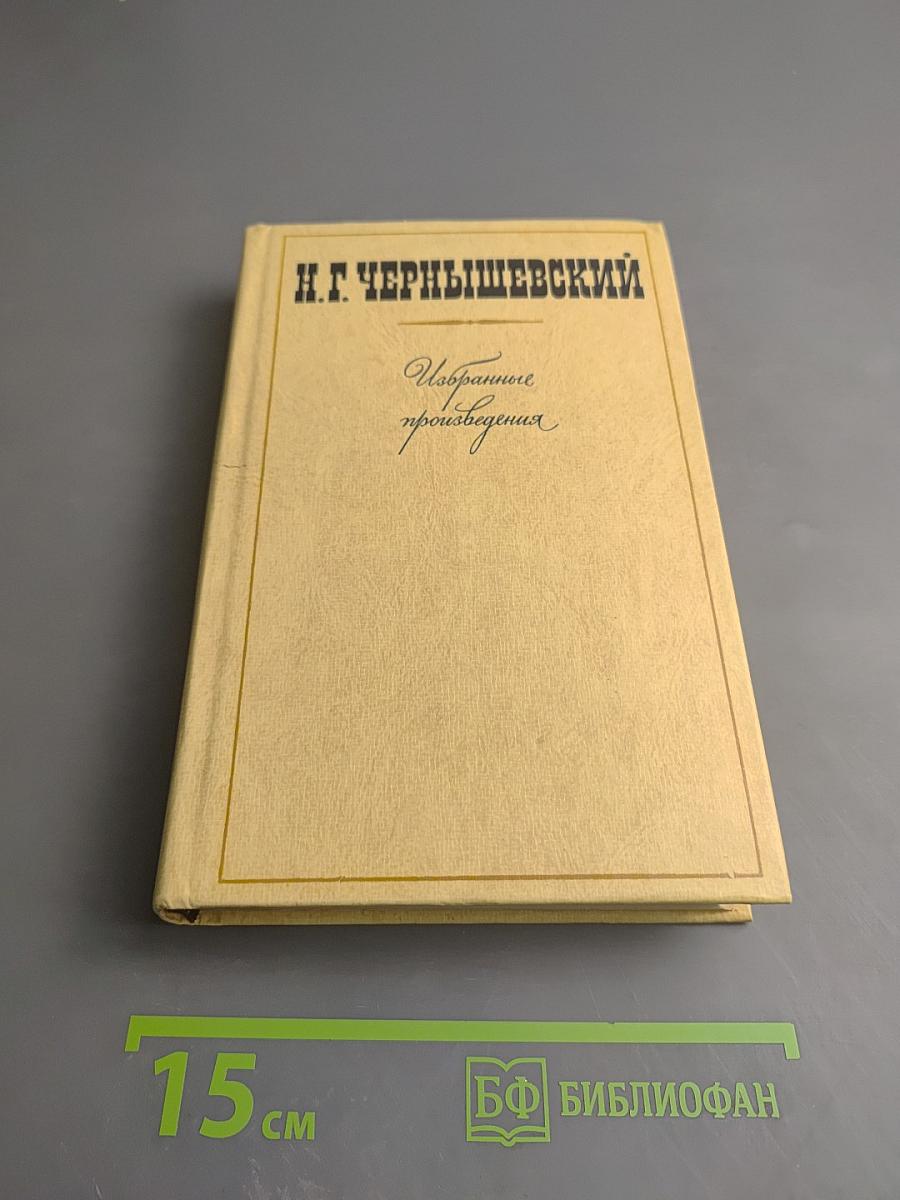 Н. Г. ЧЕРНЫШЕВСКИЙ
Избранные
произведения
15 см
БФ БИБЛИОФАН